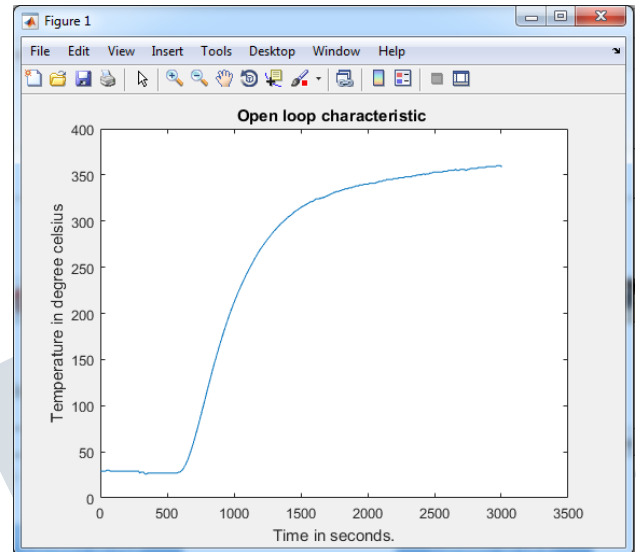 Figure 1
File Edit View Insert Tools Desktop Window Help
Open loop characteristic
400
350
300
250
200
150
100
50
0
Temperature in degree celsius
0 500 1000 1500 2000 2500 3000 3500
Time in seconds.